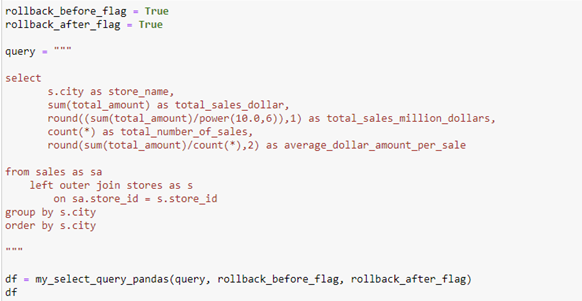 rollback_before_flag = True
rollback_after_flag = True
query = """
select
s.city as store_name,
sum(total_amount) as total_sales_dollar,
round((sum(total_amount)/power(10.0,6)),1) as total_sales_million_dollars,
count(*) as total_number_of_sales,
round(sum(total_amount)/count(*),2) as average_dollar_amount_per_sale
from sales as sa
left outer join stores as s
on sa.store_id = s.store_id
group by s.city
order by s.city
"""
df = my_select_query_pandas(query, rollback_before_flag, rollback_after_flag)
df